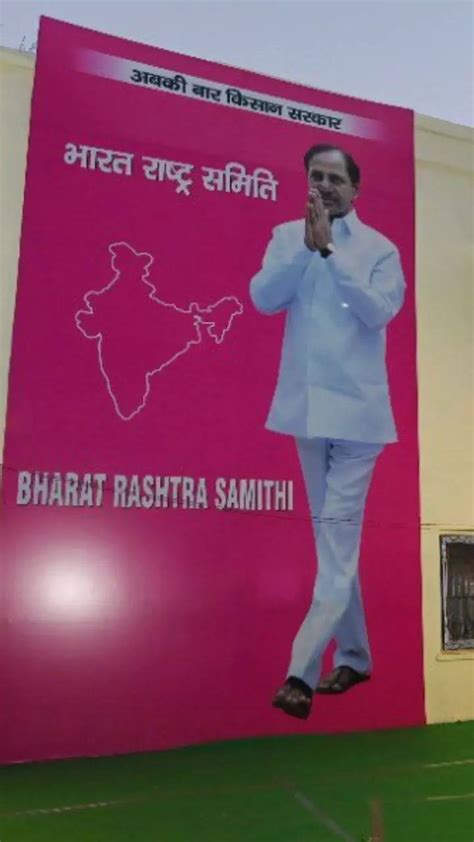 अबकी बार किसान सरकार
भारत राष्ट्र समिति
BHARAT RASHTRA SAMITHI